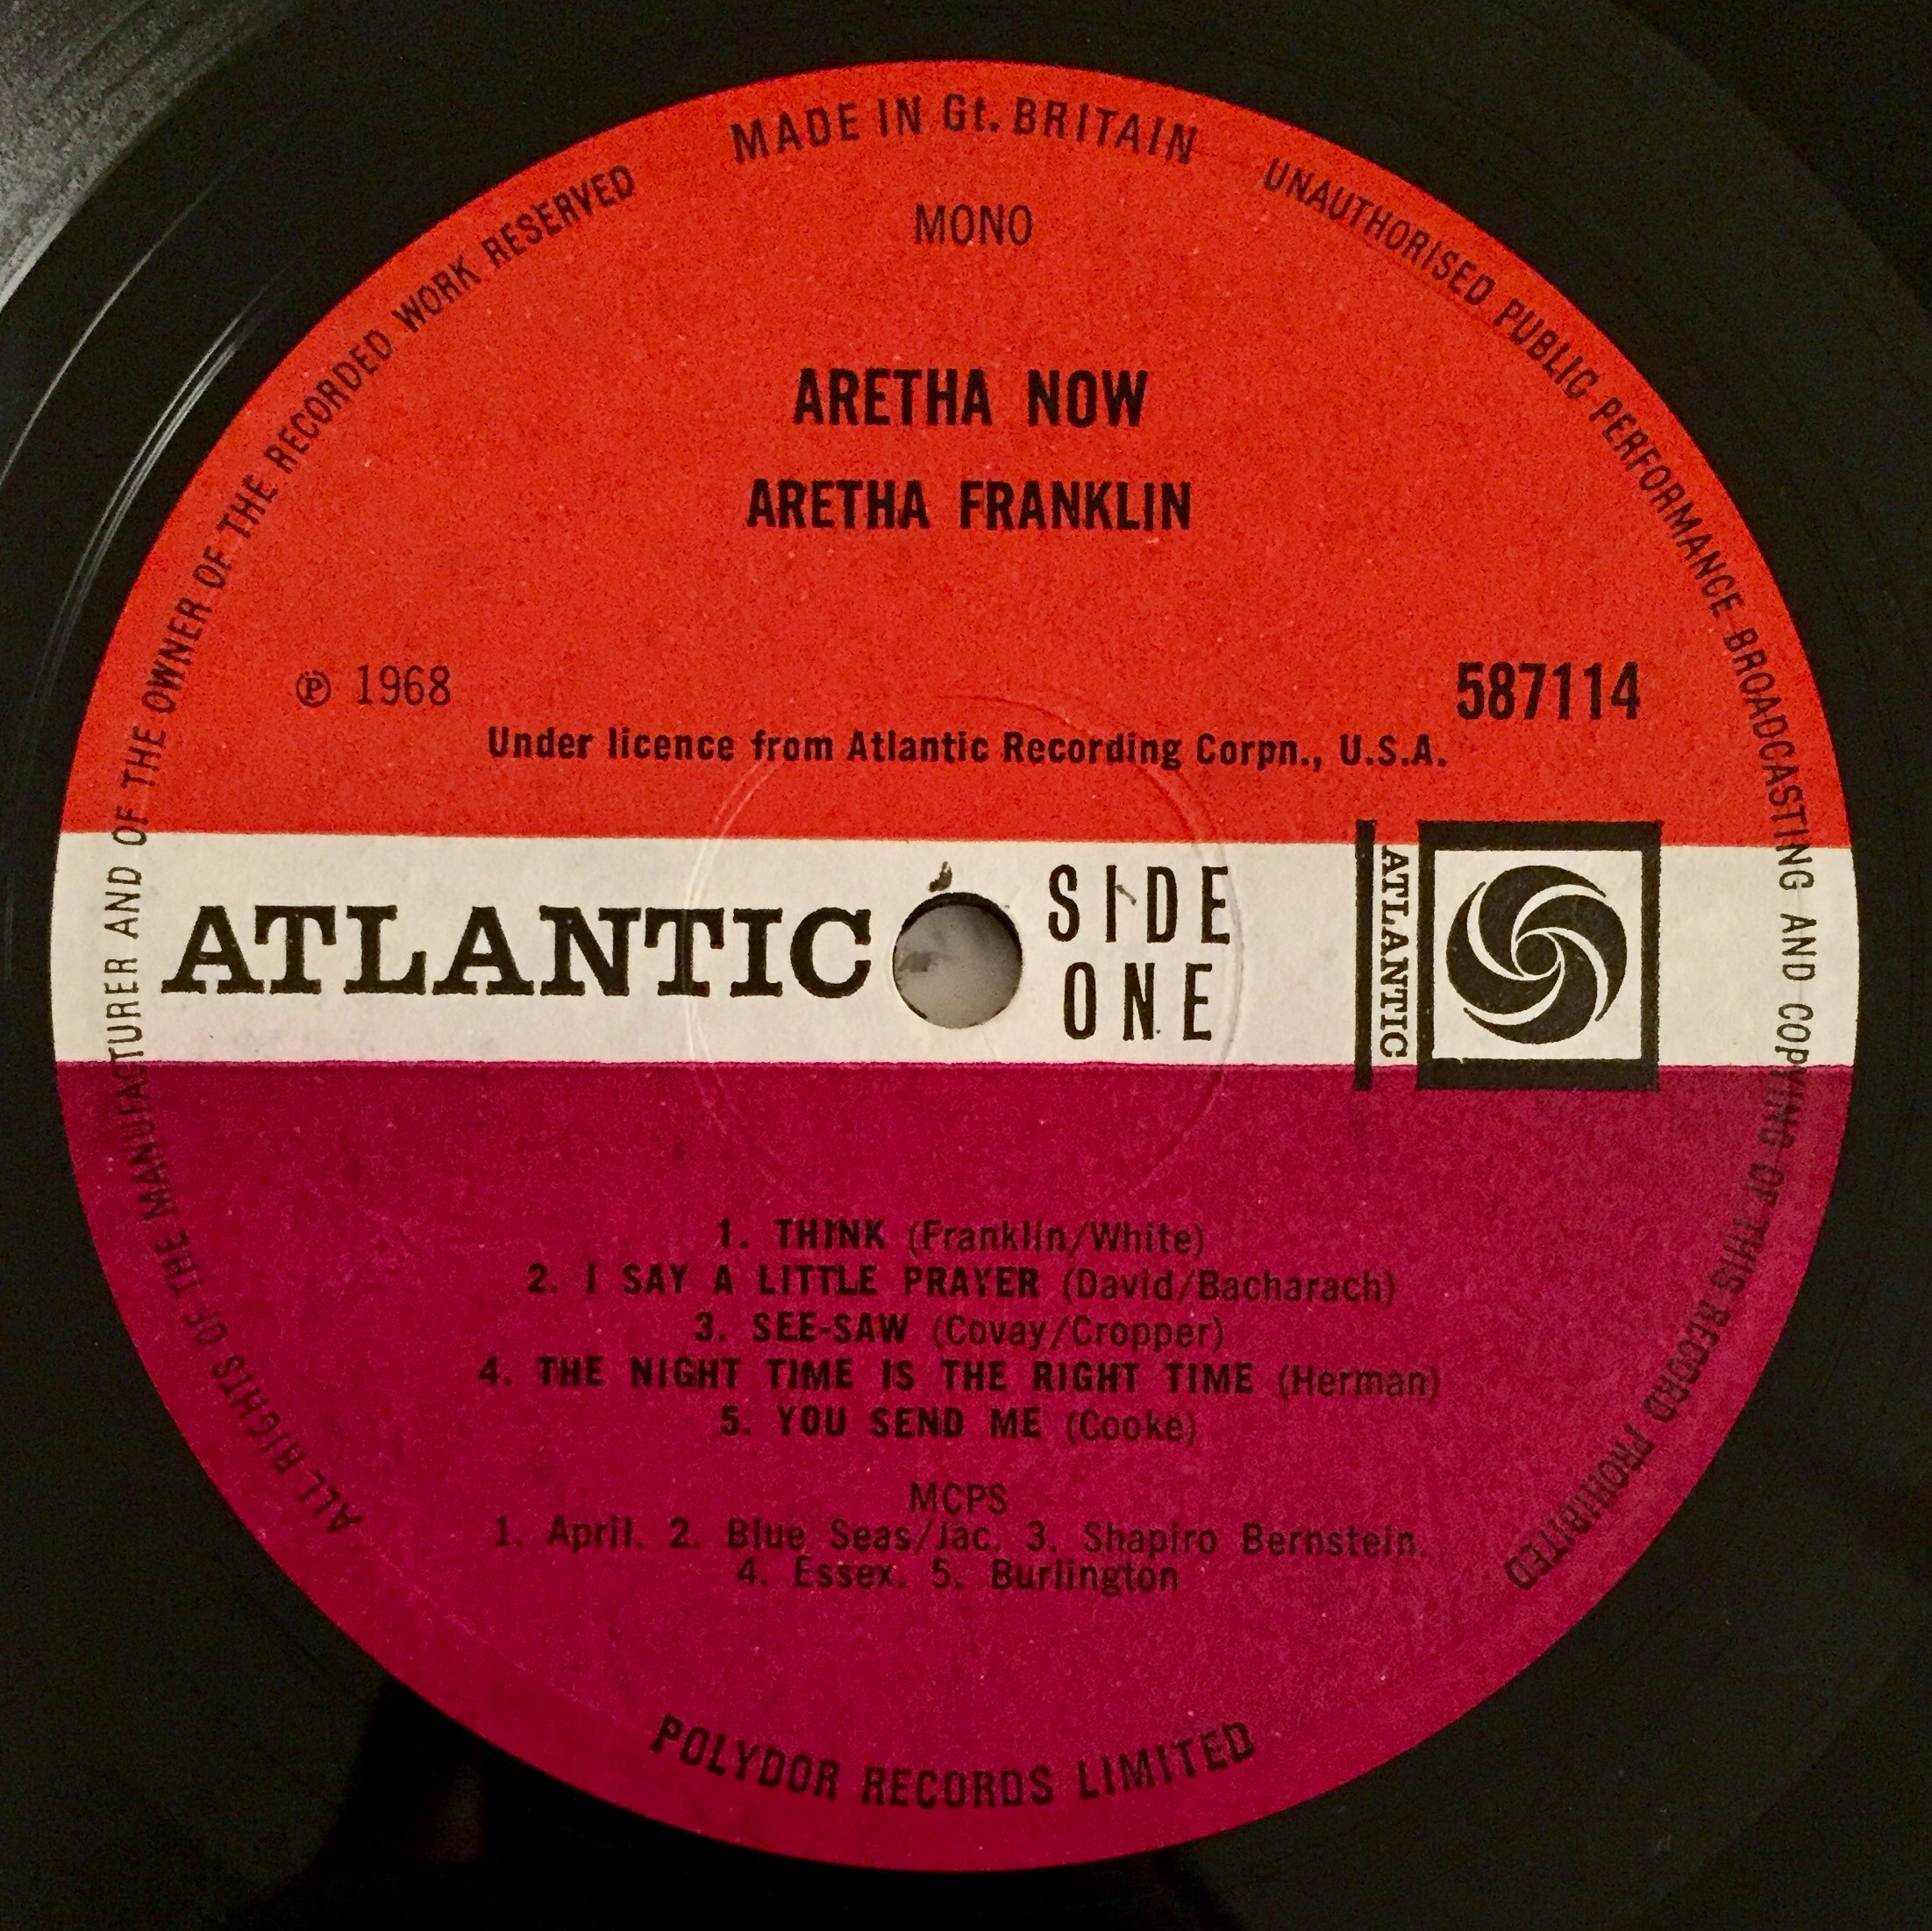 MADE IN Gt. BRITAIN
ALL RIGHTS OF THE MANUFACTURER AND OF THE OWNER OF THE RECORDED WORK RESERVED
UNAUTHORISED PUBLIC PERFORMANCE BROADCASTING AND COPYING OF THIS RECORD PROHIBITED
MONO
ARETHA NOW
ARETHA FRANKLIN
℗ 1968
587114
Under licence from Atlantic Recording Corpn., U.S.A.
ATLANTIC
SIDE
ONE
ATLANTIC
1. THINK (Franklin/White)
2. I SAY A LITTLE PRAYER (David/Bacharach)
3. SEE-SAW (Covay/Cropper)
4. THE NIGHT TIME IS THE RIGHT TIME (Herman)
5. YOU SEND ME (Cooke)
MCPS
1. April. 2. Blue Seas/Jac. 3. Shapiro Bernstein.
4. Essex. 5. Burlington
POLYDOR RECORDS LIMITED